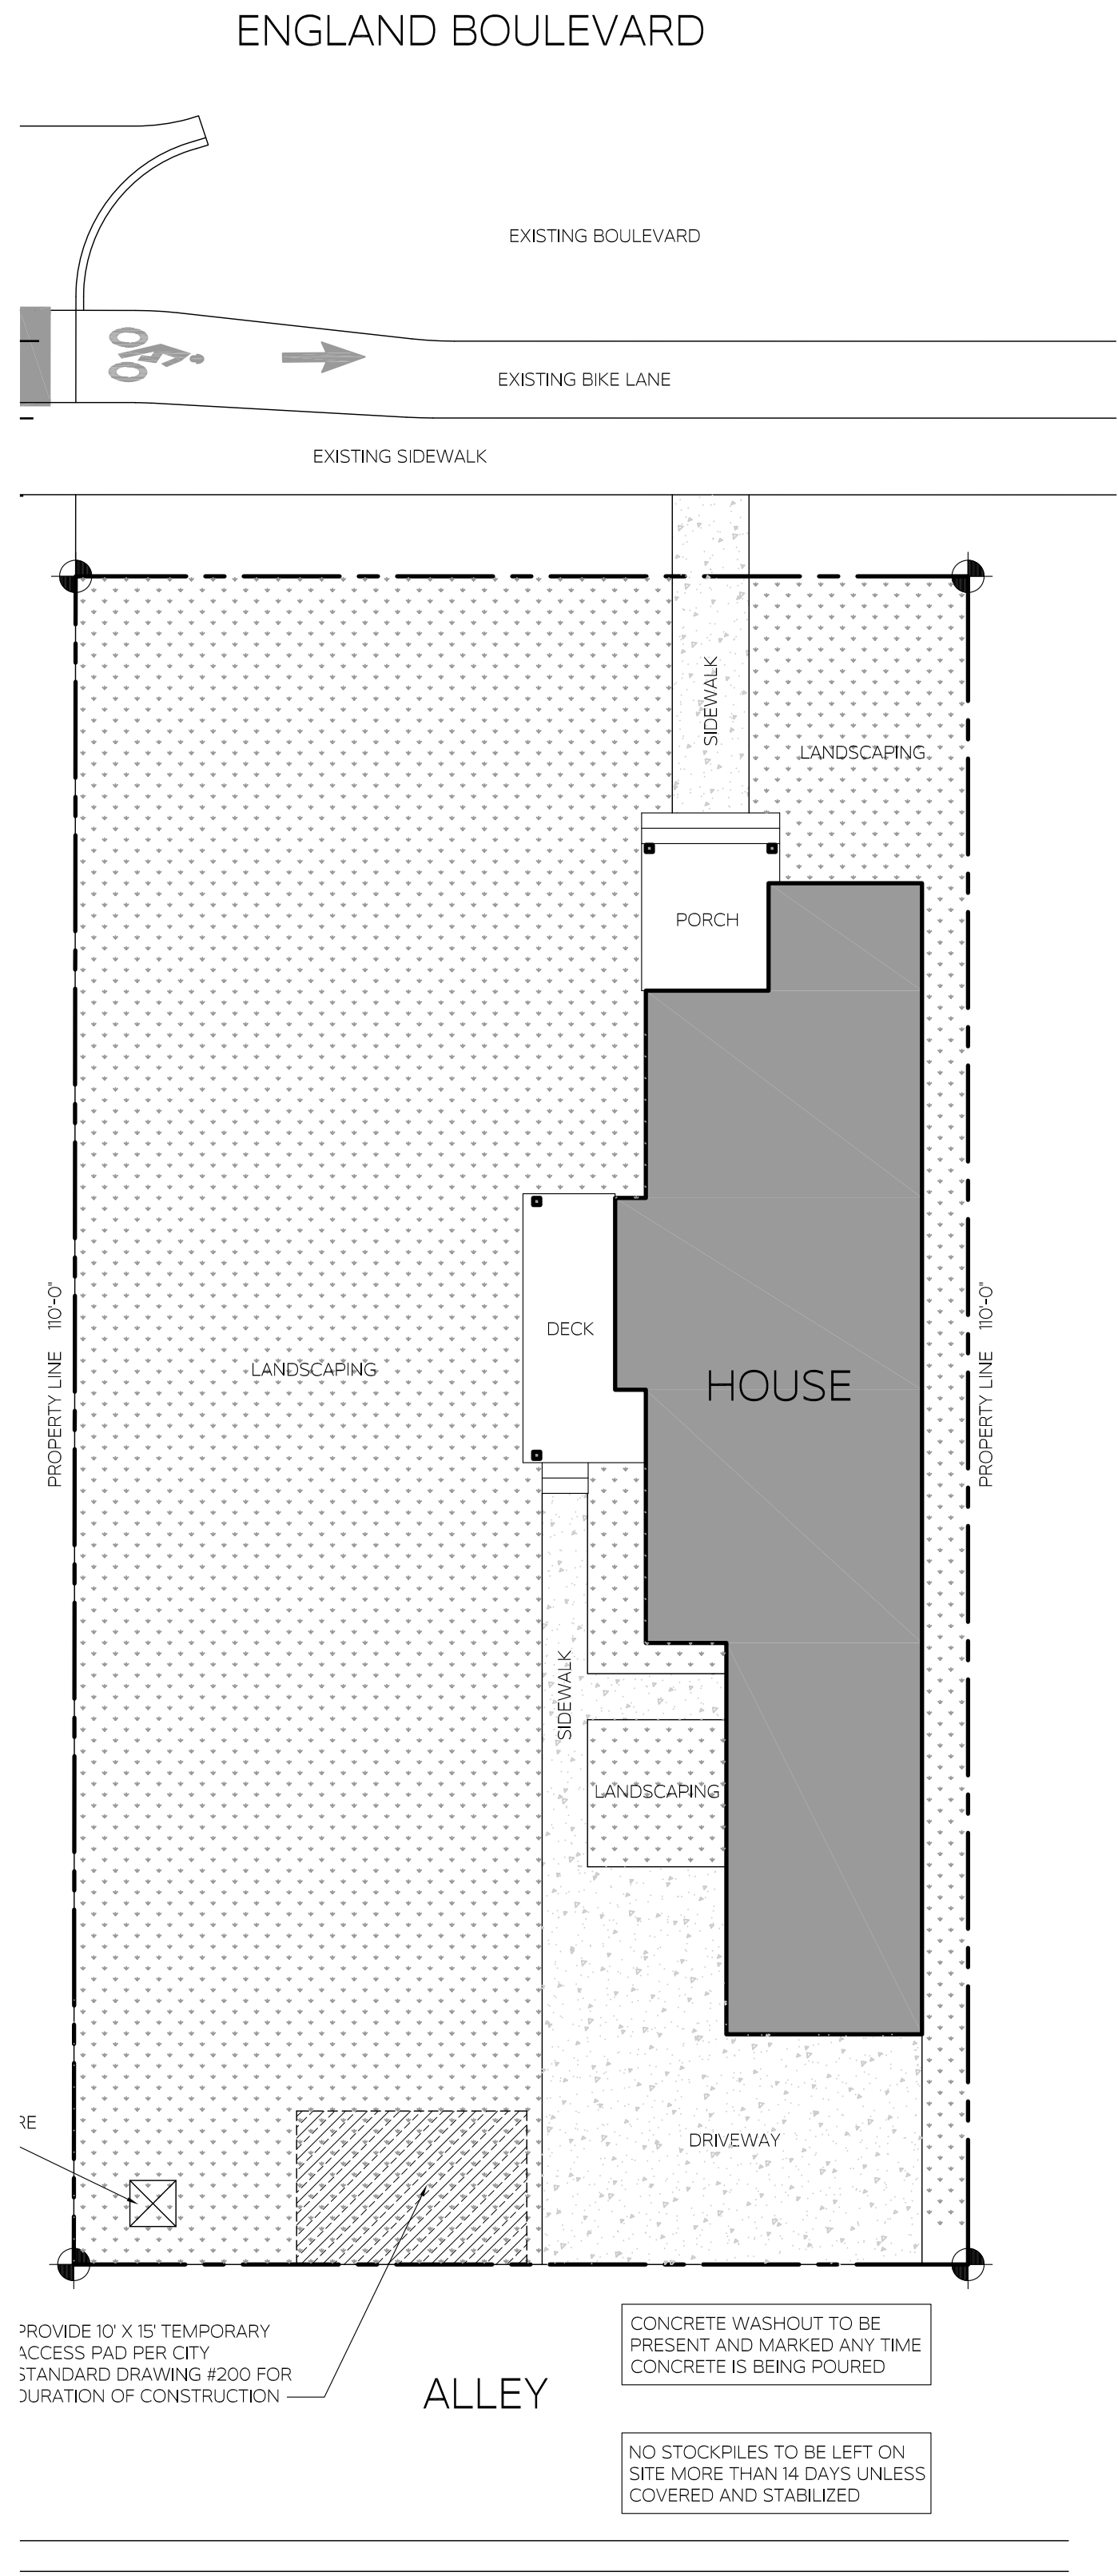 ENGLAND BOULEVARD
EXISTING BOULEVARD
EXISTING BIKE LANE
EXISTING SIDEWALK
SIDEWALK
LANDSCAPING
PORCH
PROPERTY LINE 110'-0"
DECK
LANDSCAPING
HOUSE
PROPERTY LINE 110'-0"
SIDEWALK
LANDSCAPING
RE
DRIVEWAY
PROVIDE 10' X 15' TEMPORARY
ACCESS PAD PER CITY
STANDARD DRAWING #200 FOR
DURATION OF CONSTRUCTION
ALLEY
CONCRETE WASHOUT TO BE
PRESENT AND MARKED ANY TIME
CONCRETE IS BEING POURED
NO STOCKPILES TO BE LEFT ON
SITE MORE THAN 14 DAYS UNLESS
COVERED AND STABILIZED